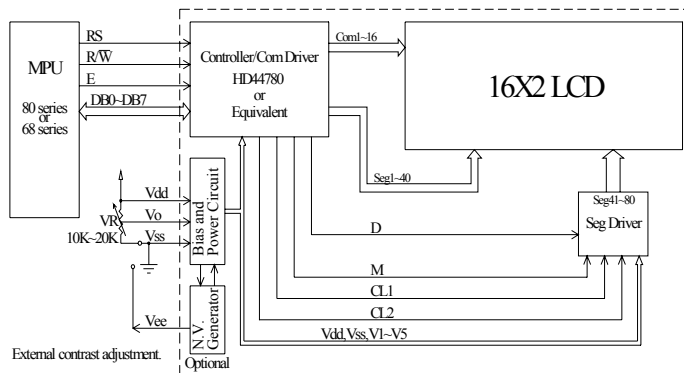 MPU
80 series
or
68 series
RS
R/W̅
E
DB0~DB7
Controller/Com Driver
HD44780
or
Equivalent
Com1~16
16X2 LCD
Seg1~40
Seg41~80
Seg Driver
D
M
CL1
CL2
Vdd,Vss,V1~V5
Bias and
Power Circuit
Vdd
Vo
Vss
VR
10K~20K
N.V.
Generator
Optional
Vee
External contrast adjustment.